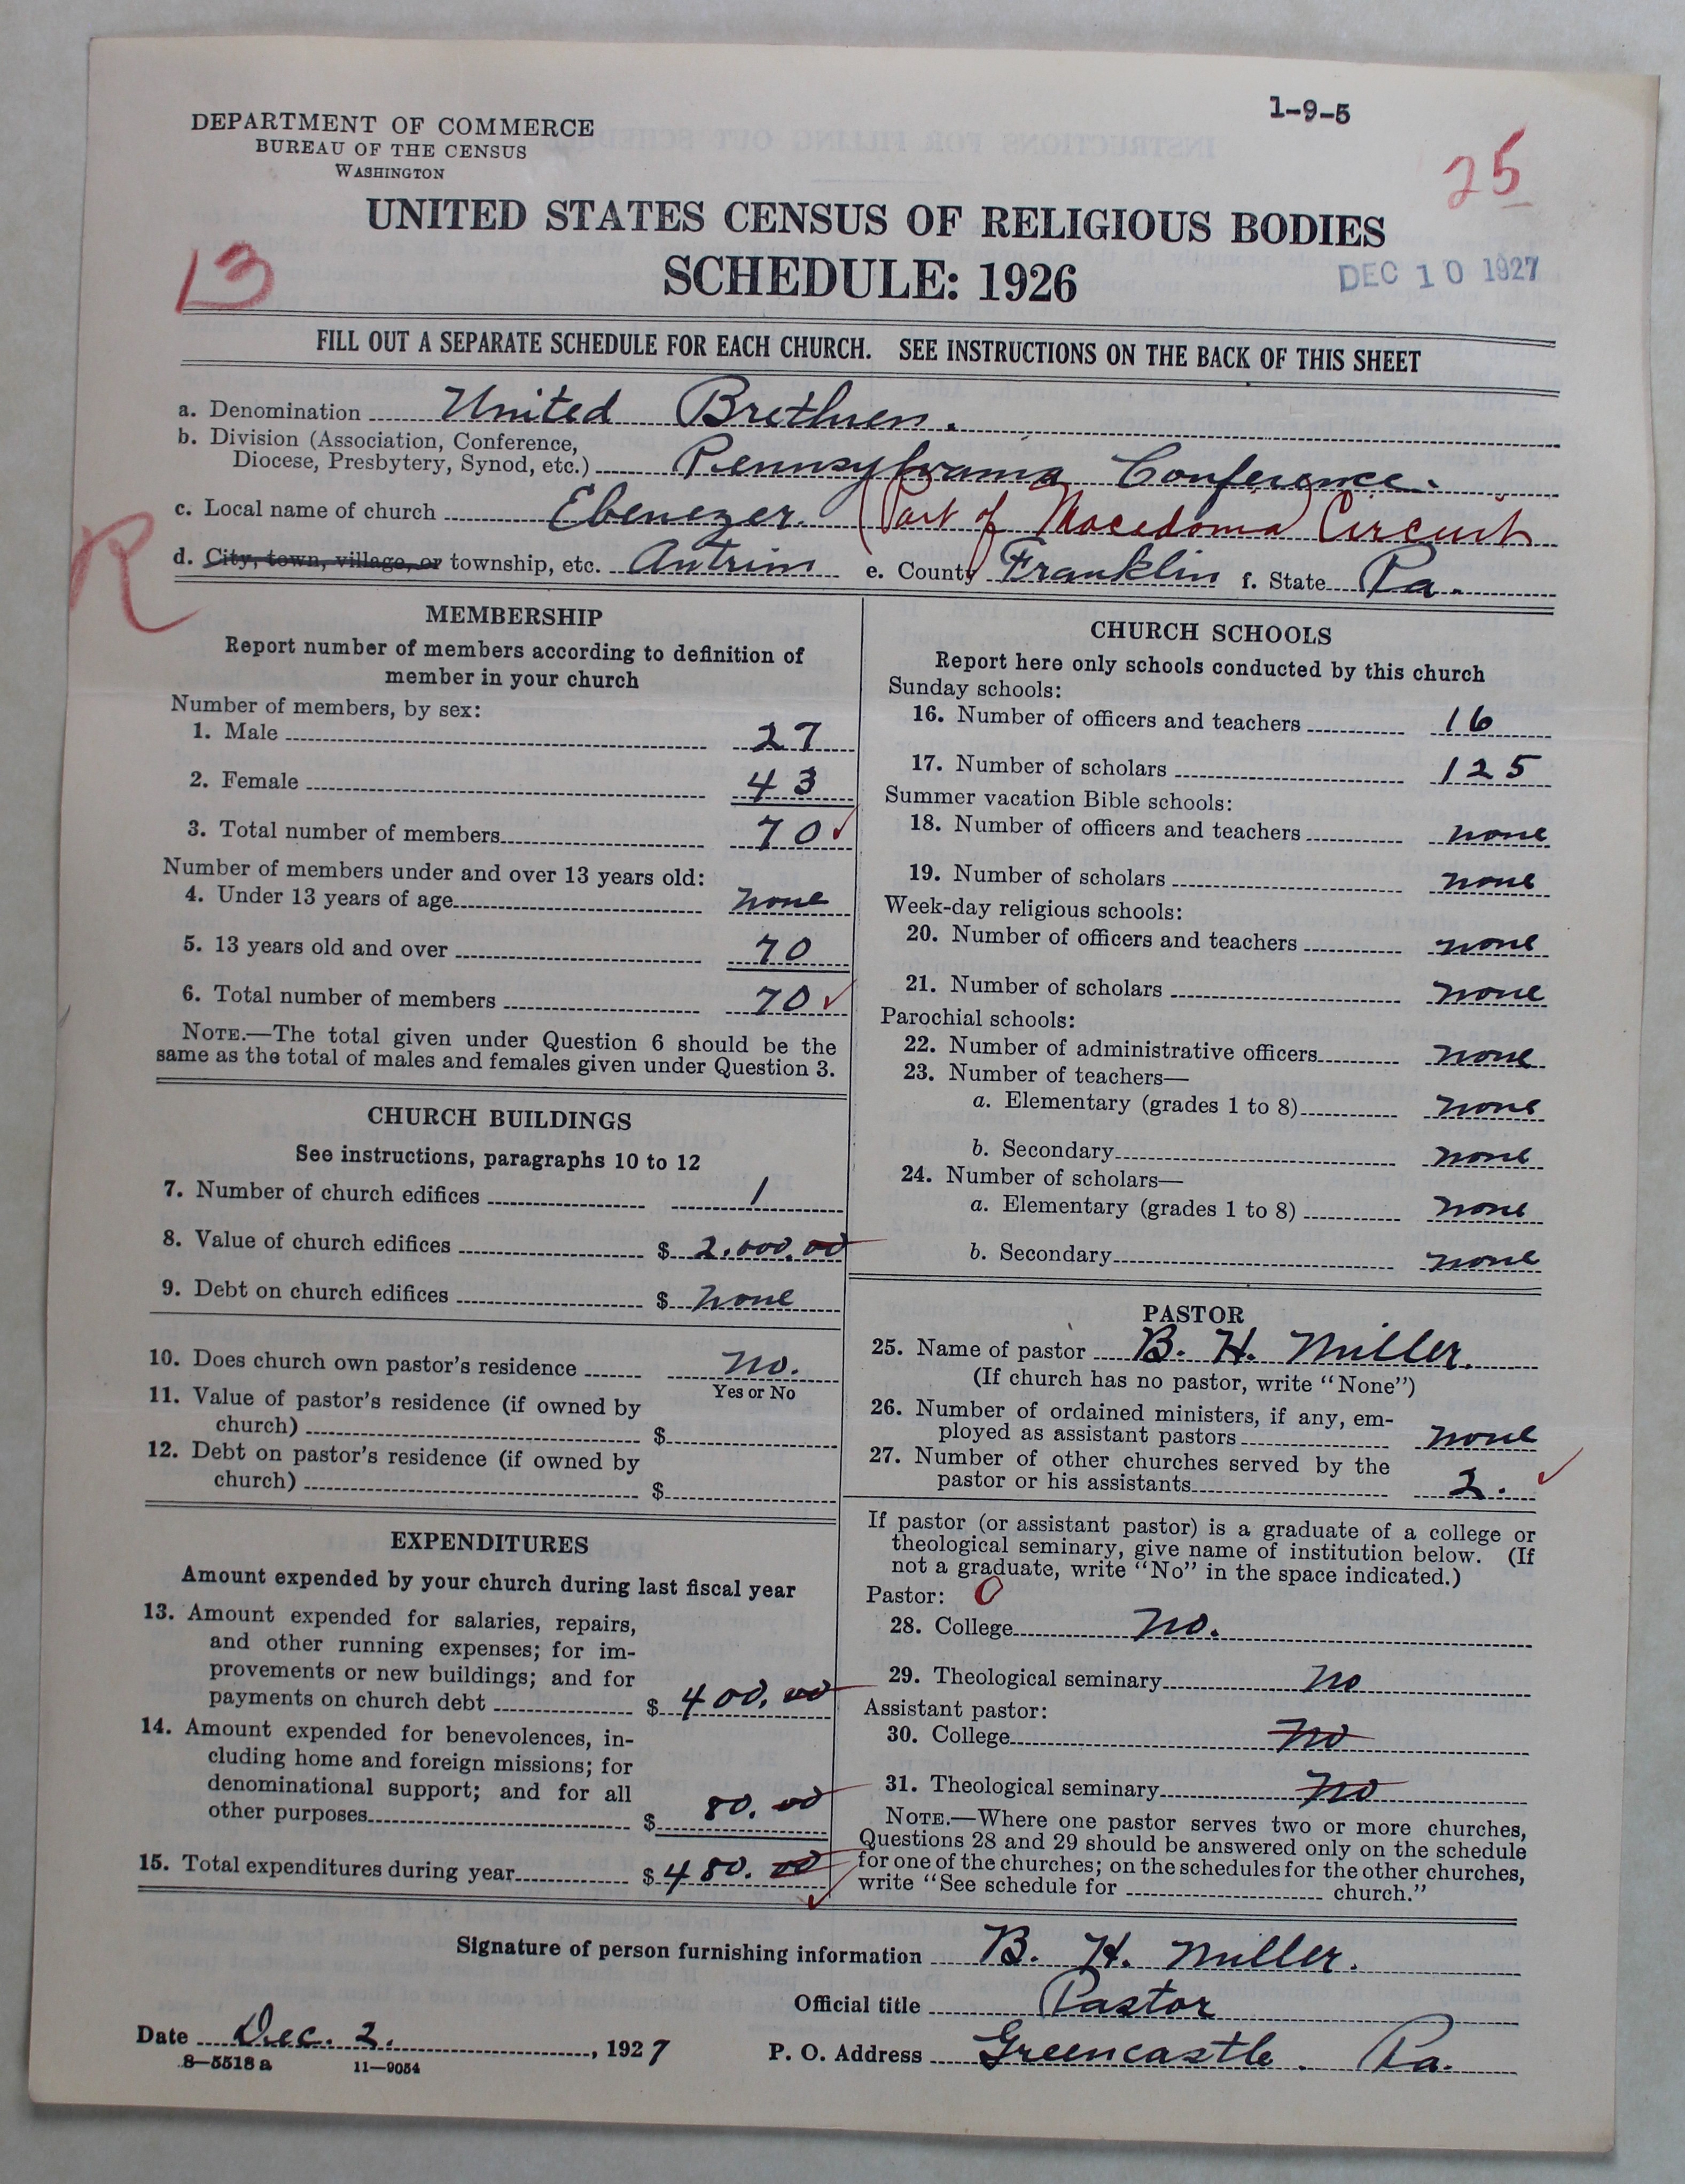 1-9-5
DEPARTMENT OF COMMERCE
BUREAU OF THE CENSUS
WASHINGTON
25
UNITED STATES CENSUS OF RELIGIOUS BODIES
13
SCHEDULE: 1926
DEC 10 1927
FILL OUT A SEPARATE SCHEDULE FOR EACH CHURCH. SEE INSTRUCTIONS ON THE BACK OF THIS SHEET
a. Denomination United Brethren.
b. Division (Association, Conference,
Diocese, Presbytery, Synod, etc.) Pennsylvania Conference.
c. Local name of church Ebenezer. (Part of Macedonia Circuit
R
d. City, town, village, or township, etc. Antrim e. County Franklin f. State Pa.
MEMBERSHIP
Report number of members according to definition of
member in your church
Number of members, by sex:
1. Male 27
2. Female 43
3. Total number of members 70
Number of members under and over 13 years old:
4. Under 13 years of age none
5. 13 years old and over 70
6. Total number of members 70
NOTE.—The total given under Question 6 should be the
same as the total of males and females given under Question 3.
CHURCH BUILDINGS
See instructions, paragraphs 10 to 12
7. Number of church edifices 1
8. Value of church edifices $ 2,000.00
9. Debt on church edifices $ none
10. Does church own pastor's residence no.
Yes or No
11. Value of pastor's residence (if owned by
church) $
12. Debt on pastor's residence (if owned by
church) $
EXPENDITURES
Amount expended by your church during last fiscal year
13. Amount expended for salaries, repairs,
and other running expenses; for im-
provements or new buildings; and for
payments on church debt $ 400.00
14. Amount expended for benevolences, in-
cluding home and foreign missions; for
denominational support; and for all
other purposes $ 80.00
15. Total expenditures during year $ 480.00
CHURCH SCHOOLS
Report here only schools conducted by this church
Sunday schools:
16. Number of officers and teachers 16
17. Number of scholars 125
Summer vacation Bible schools:
18. Number of officers and teachers none
19. Number of scholars none
Week-day religious schools:
20. Number of officers and teachers none
21. Number of scholars none
Parochial schools:
22. Number of administrative officers none
23. Number of teachers—
a. Elementary (grades 1 to 8) none
b. Secondary none
24. Number of scholars—
a. Elementary (grades 1 to 8) none
b. Secondary none
PASTOR
25. Name of pastor B. H. Miller.
(If church has no pastor, write "None")
26. Number of ordained ministers, if any, em-
ployed as assistant pastors none
27. Number of other churches served by the
pastor or his assistants 2.
If pastor (or assistant pastor) is a graduate of a college or
theological seminary, give name of institution below. (If
not a graduate, write "No" in the space indicated.)
Pastor: 0
28. College no.
29. Theological seminary no
Assistant pastor:
30. College no
31. Theological seminary no
NOTE.—Where one pastor serves two or more churches,
Questions 28 and 29 should be answered only on the schedule
for one of the churches; on the schedules for the other churches,
write "See schedule for church."
Signature of person furnishing information B. H. Miller.
Official title Pastor
Date Dec. 2. , 1927
P. O. Address Greencastle. Pa.
8—5518 a 11—9054